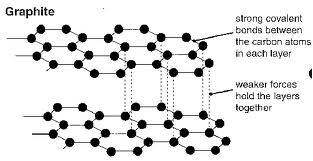 Graphite
strong covalent
bonds between
the carbon atoms
in each layer
weaker forces
hold the layers
together